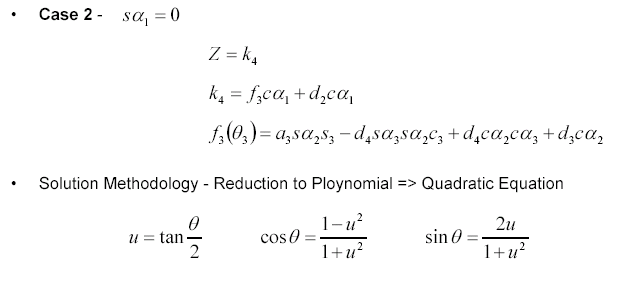 • Case 2 - sα₁ = 0
Z = k₄
k₄ = f₃cα₁ + d₂cα₁
f₃(θ₃) = a₃sα₂s₃ − d₄sα₃sα₂c₃ + d₄cα₂cα₃ + d₃cα₂
• Solution Methodology - Reduction to Ploynomial => Quadratic Equation
u = tan θ/2 cos θ = (1−u²)/(1+u²) sin θ = 2u/(1+u²)